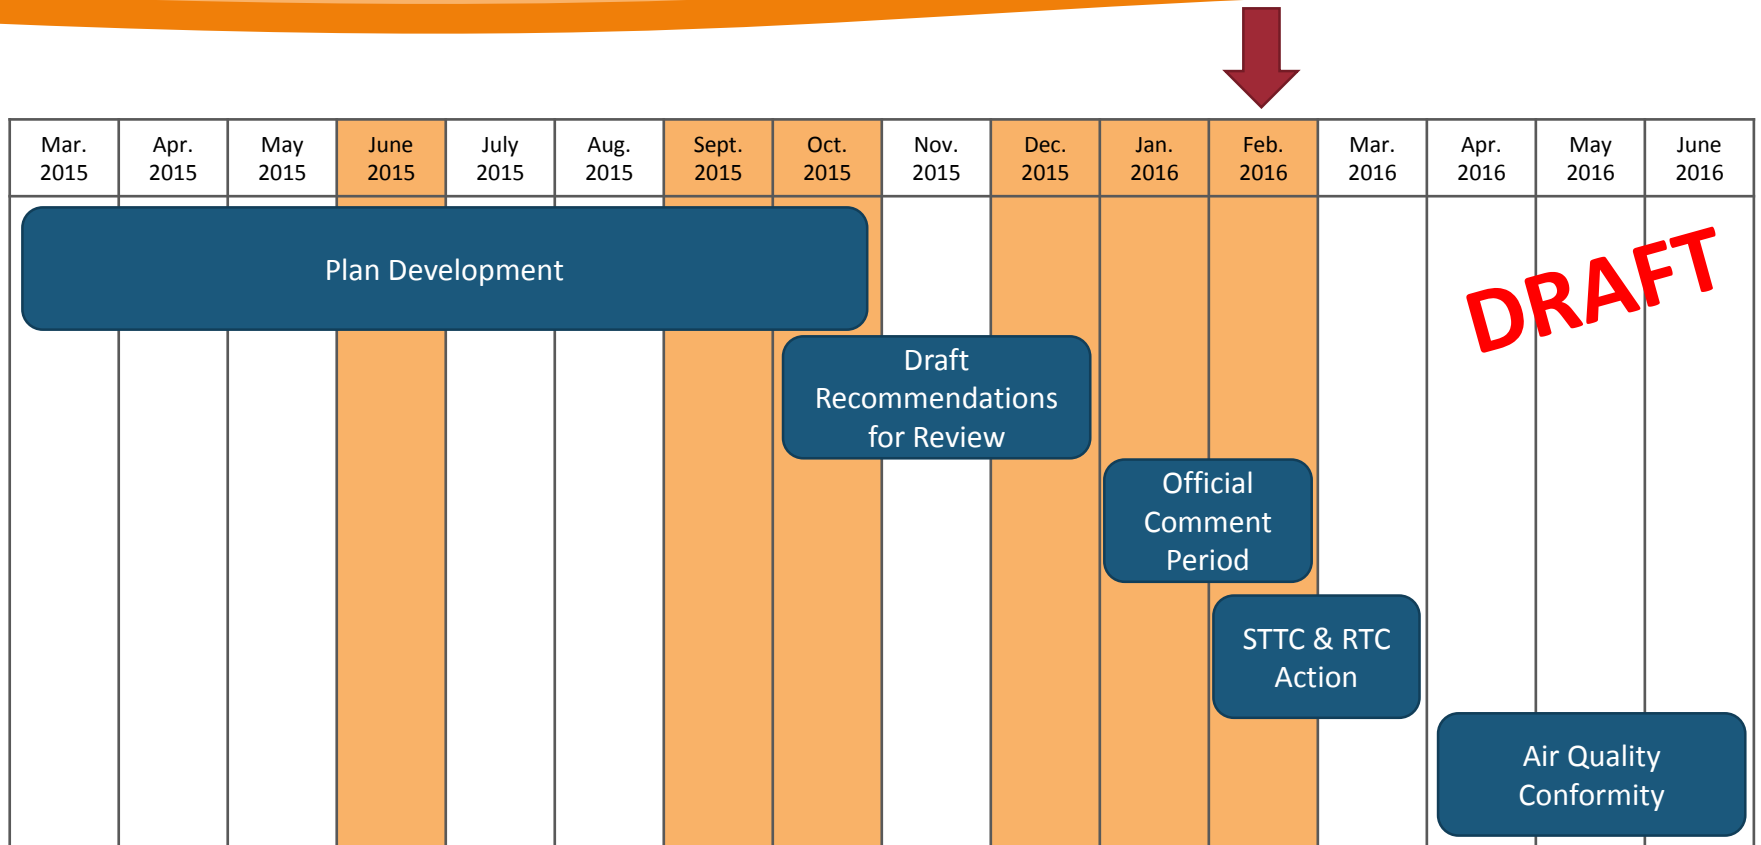 Mar. Apr. May June July Aug. Sept. Oct. Nov. Dec. Jan. Feb. Mar. Apr. May June
2015 2015 2015 2015 2015 2015 2015 2015 2015 2015 2016 2016 2016 2016 2016 2016
Plan Development
DRAFT
Draft
Recommendations
for Review
Official
Comment
Period
STTC & RTC
Action
Air Quality
Conformity